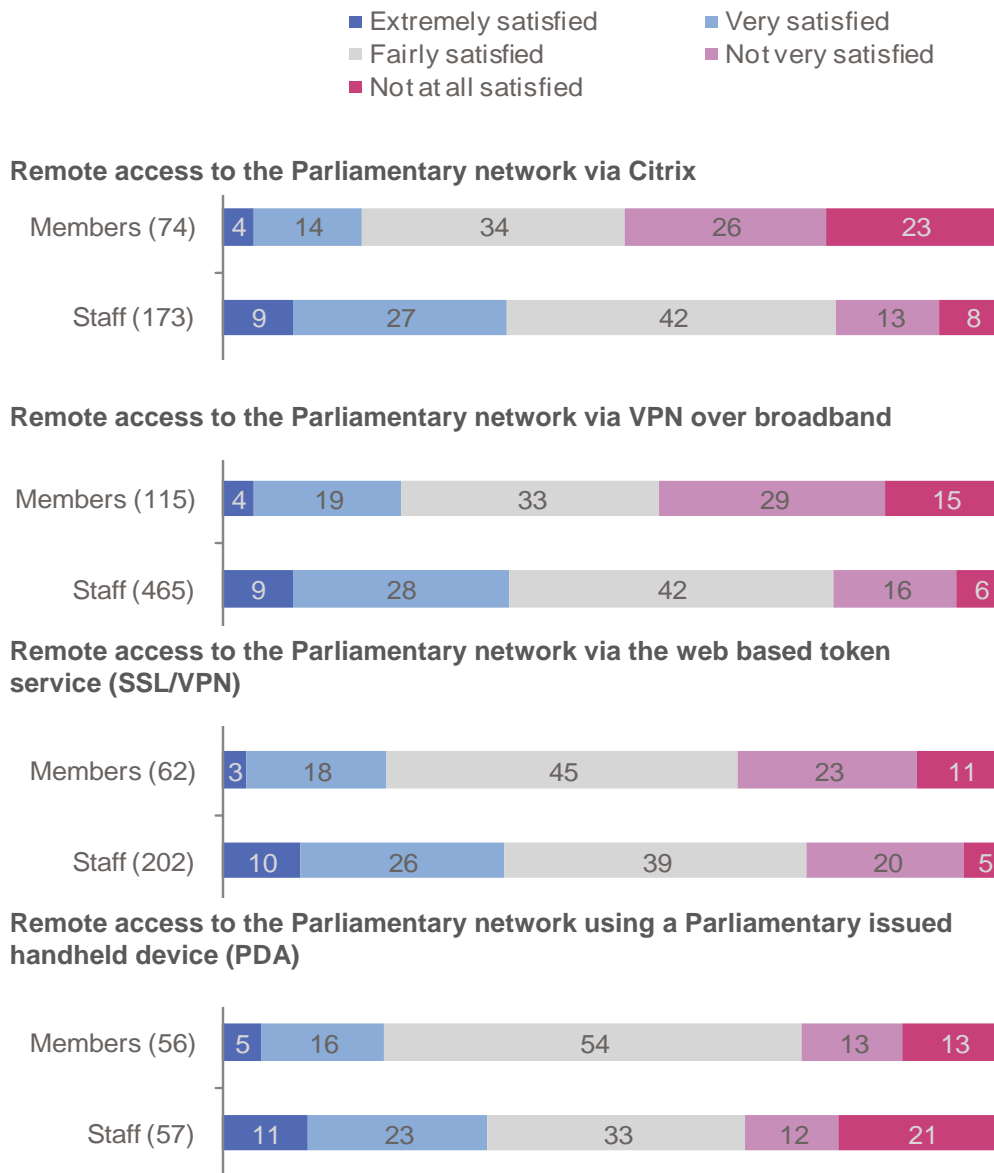 Extremely satisfied Very satisfied
Fairly satisfied Not very satisfied
Not at all satisfied
Remote access to the Parliamentary network via Citrix
Members (74) 4 14 34 26 23
Staff (173) 9 27 42 13 8
Remote access to the Parliamentary network via VPN over broadband
Members (115) 4 19 33 29 15
Staff (465) 9 28 42 16 6
Remote access to the Parliamentary network via the web based token
service (SSL/VPN)
Members (62) 3 18 45 23 11
Staff (202) 10 26 39 20 5
Remote access to the Parliamentary network using a Parliamentary issued
handheld device (PDA)
Members (56) 5 16 54 13 13
Staff (57) 11 23 33 12 21